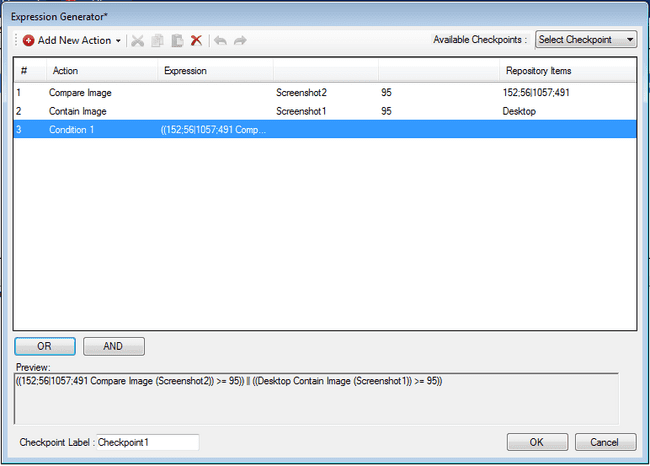 Expression Generator*
Add New Action Available Checkpoints : Select Checkpoint
# Action Expression Repository Items
1 Compare Image Screenshot2 95 152;56|1057;491
2 Contain Image Screenshot1 95 Desktop
3 Condition 1 ((152;56|1057;491 Comp...
OR AND
Preview:
((152;56|1057;491 Compare Image (Screenshot2)) >= 95)) || ((Desktop Contain Image (Screenshot1)) >= 95))
Checkpoint Label : Checkpoint1 OK Cancel